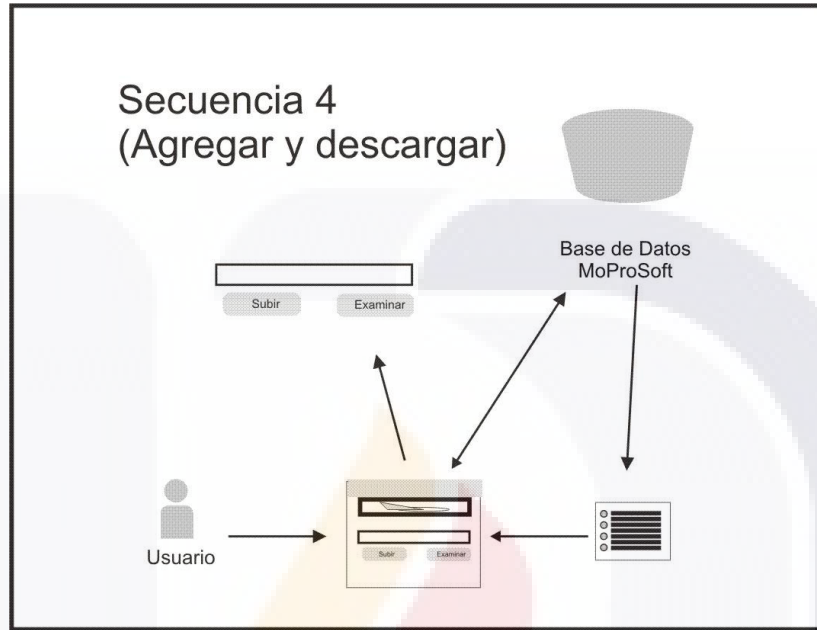 Secuencia 4
(Agregar y descargar)
Base de Datos
MoProSoft
Subir
Examinar
Usuario
Subir
Examinar